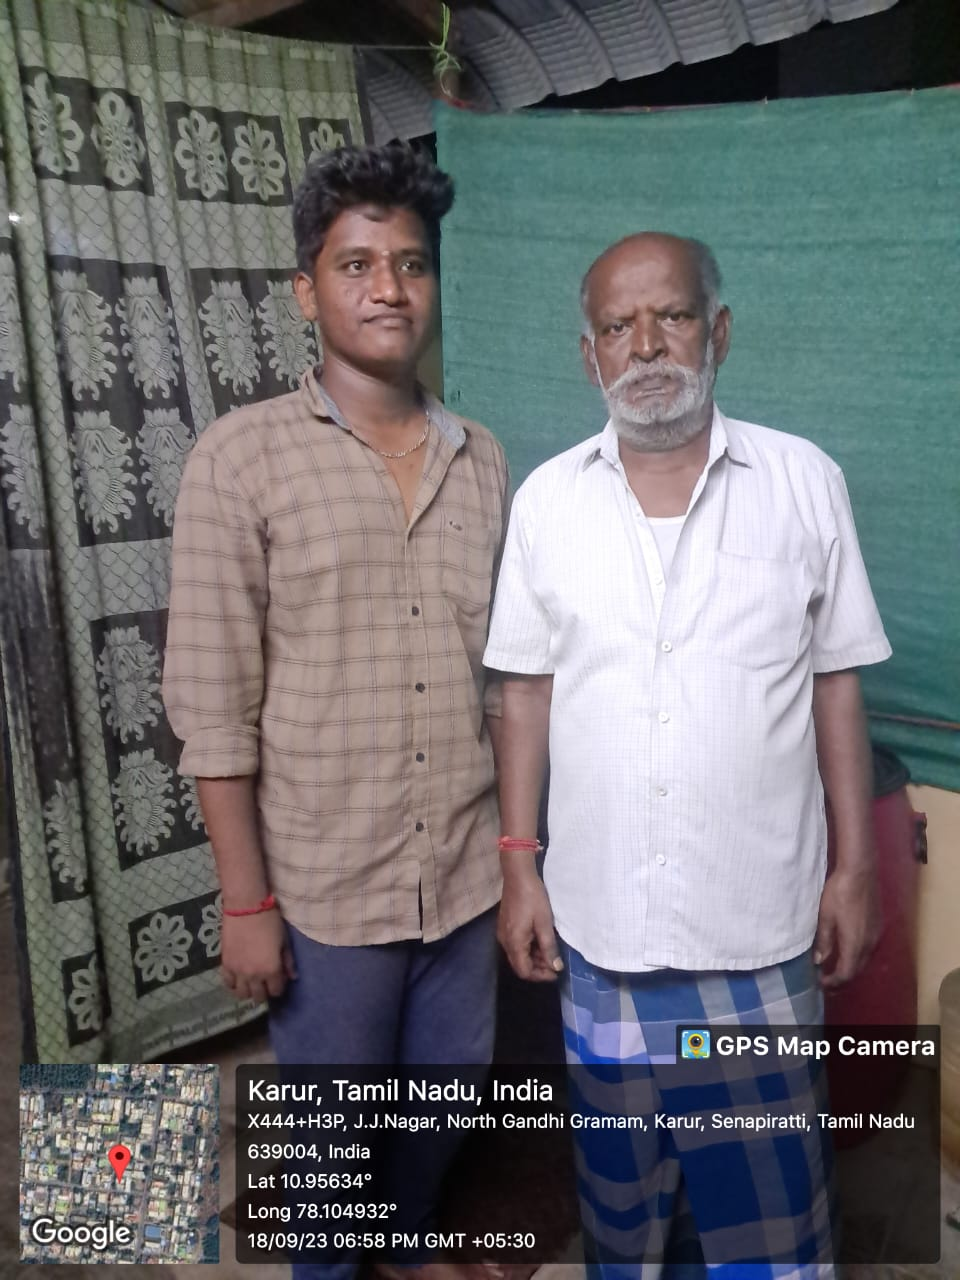 GPS Map Camera
Karur, Tamil Nadu, India
X444+H3P, J.J.Nagar, North Gandhi Gramam, Karur, Senapiratti, Tamil Nadu
639004, India
Lat 10.95634°
Long 78.104932°
18/09/23 06:58 PM GMT +05:30
Google